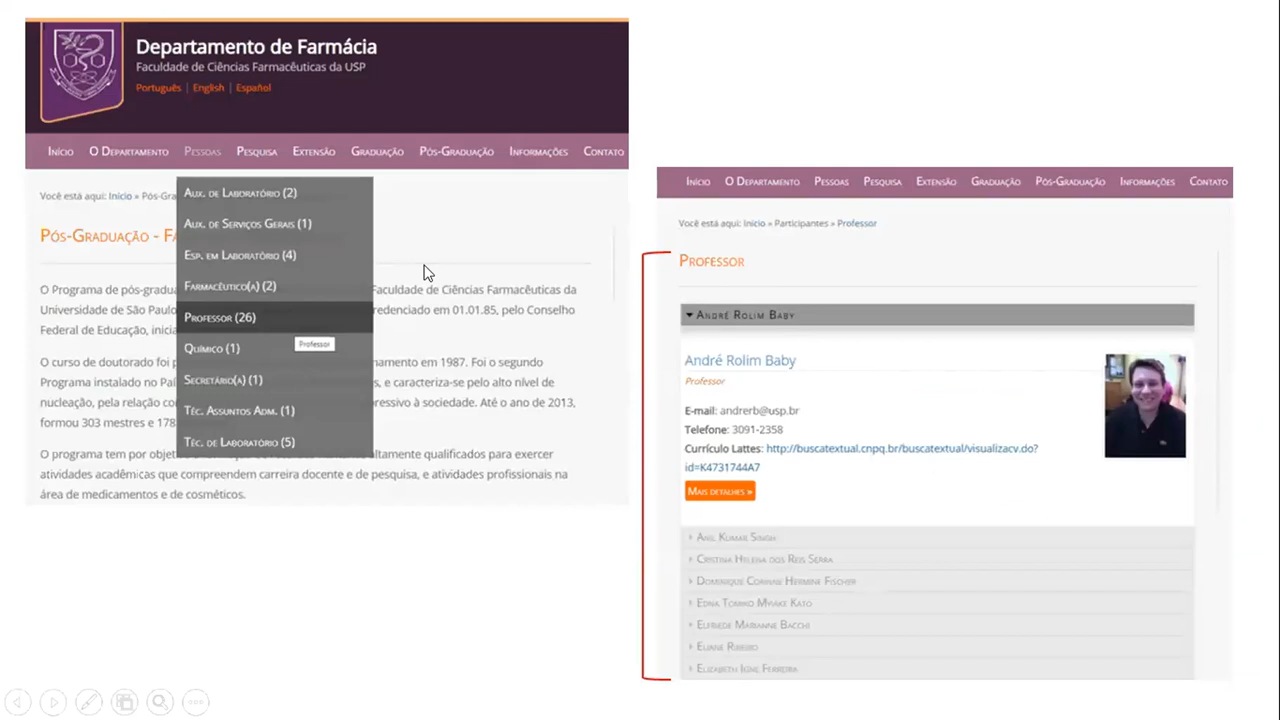 Departamento de Farmácia
Faculdade de Ciências Farmacêuticas da USP
Português | English | Español
Início O Departamento Pessoas Pesquisa Extensão Graduação Pós-Graduação Informações Contato
Você está aqui: Início » Pós-Gra
Pós-Graduação - Fa
O Programa de pós-gradua Faculdade de Ciências Farmacêuticas da
Universidade de São Paulo redenciado em 01.01.85, pelo Conselho
Federal de Educação, inicia
O curso de doutorado foi p namento em 1987. Foi o segundo
Programa instalado no País , e caracteriza-se pelo alto nível de
nucleação, pela relação con pressivo à sociedade. Até o ano de 2013,
formou 303 mestres e 178
O programa tem por objet altamente qualificados para exercer
atividades acadêmicas que compreendem carreira docente e de pesquisa, e atividades profissionais na
área de medicamentos e de cosméticos.
Aux. de Laboratório (2)
Aux. de Serviços Gerais (1)
Esp. em Laboratório (4)
Farmacêutico(a) (2)
Professor (26)
Professor
Químico (1)
Secretário(a) (1)
Téc. Assuntos Adm. (1)
Téc. de Laboratório (5)
Início O Departamento Pessoas Pesquisa Extensão Graduação Pós-Graduação Informações Contato
Você está aqui: Início » Participantes » Professor
Professor
André Rolim Baby
André Rolim Baby
Professor
E-mail: andrerb@usp.br
Telefone: 3091-2358
Currículo Lattes: http://buscatextual.cnpq.br/buscatextual/visualizacv.do?
id=K4731744A7
Mais detalhes »
Anil Kumar Singh
Cristina Helena dos Reis Serra
Dominique Corinne Hermine Fischer
Edna Tomiko Myiake Kato
Elfriede Marianne Bacchi
Eliane Ribeiro
Elizabeth Igne Ferreira